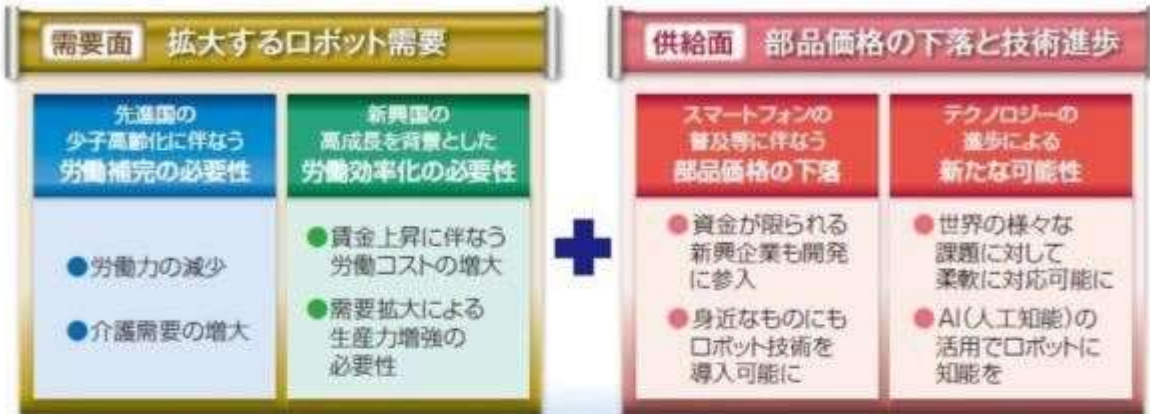 需要面 拡大するロボット需要
先進国の
少子高齢化に伴なう
労働補完の必要性
●労働力の減少
●介護需要の増大
新興国の
高成長を背景とした
労働効率化の必要性
●賃金上昇に伴なう
労働コストの増大
●需要拡大による
生産力増強の
必要性
供給面 部品価格の下落と技術進歩
スマートフォンの
普及等に伴なう
部品価格の下落
●資金が限られる
新興企業も開発
に参入
●身近なものにも
ロボット技術を
導入可能に
テクノロジーの
進歩による
新たな可能性
●世界の様々な
課題に対して
柔軟に対応可能に
●AI(人工知能)の
活用でロボットに
知能を